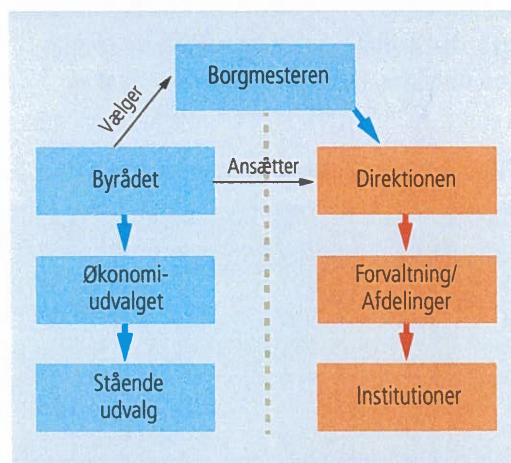 Borgmesteren
Vælger
Byrådet
Ansætter
Direktionen
Økonomi-
udvalget
Forvaltning/
Afdelinger
Stående
udvalg
Institutioner